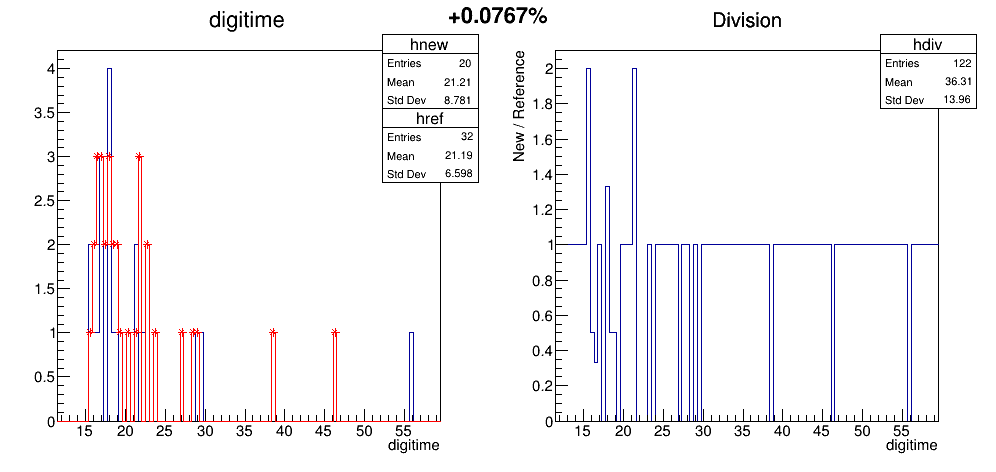 +0.0767%
digitime
hnew
Entries 20
Mean 21.21
Std Dev 8.781
href
Entries 32
Mean 21.19
Std Dev 6.598
4
3.5
3
2.5
2
1.5
1
0.5
0
15 20 25 30 35 40 45 50 55
digitime
Division
hdiv
Entries 122
Mean 36.31
Std Dev 13.96
New / Reference
2
1.8
1.6
1.4
1.2
1
0.8
0.6
0.4
0.2
0
15 20 25 30 35 40 45 50 55
digitime